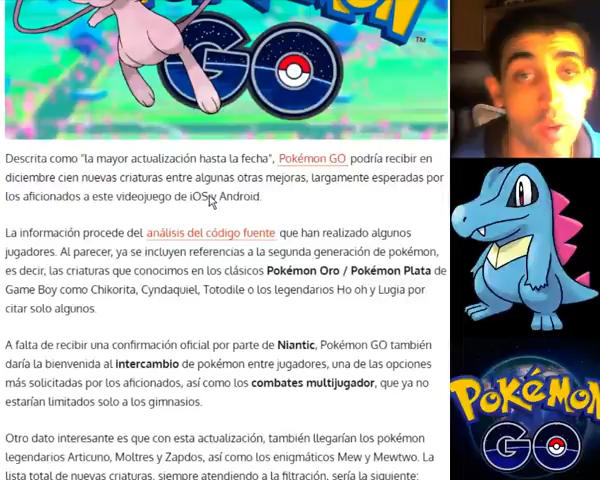 POKÉMON
TM
GO
Descrita como "la mayor actualización hasta la fecha", Pokémon GO podría recibir en
diciembre cien nuevas criaturas entre algunas otras mejoras, largamente esperadas por
los aficionados a este videojuego de iOS y Android.
La información procede del análisis del código fuente que han realizado algunos
jugadores. Al parecer, ya se incluyen referencias a la segunda generación de pokémon,
es decir, las criaturas que conocimos en los clásicos Pokémon Oro / Pokémon Plata de
Game Boy como Chikorita, Cyndaquiel, Totodile o los legendarios Ho oh y Lugia por
citar solo algunos.
A falta de recibir una confirmación oficial por parte de Niantic, Pokémon GO también
daría la bienvenida al intercambio de pokémon entre jugadores, una de las opciones
más solicitadas por los aficionados, así como los combates multijugador, que ya no
estarían limitados solo a los gimnasios.
Otro dato interesante es que con esta actualización, también llegarían los pokémon
legendarios Articuno, Moltres y Zapdos, así como los enigmáticos Mew y Mewtwo. La
lista total de nuevas criaturas, siempre atendiendo a la filtración, sería la siguiente:
POKÉMON
GO